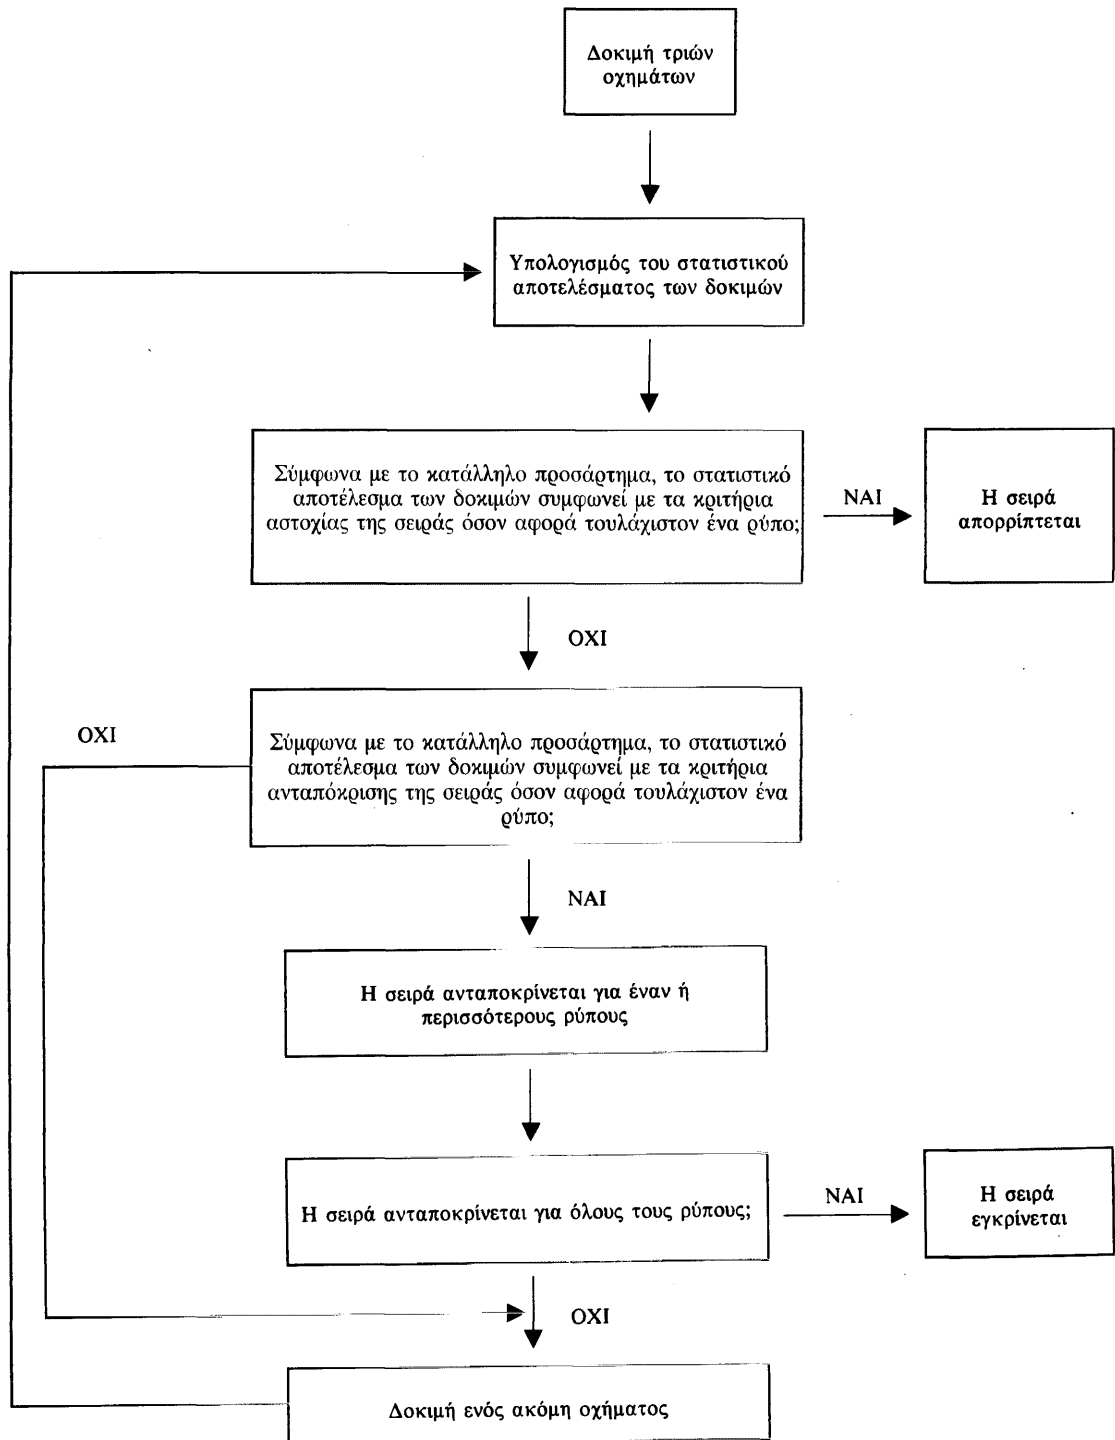 Δοκιμή τριών
οχημάτων
Υπολογισμός του στατιστικού
αποτελέσματος των δοκιμών
Σύμφωνα με το κατάλληλο προσάρτημα, το στατιστικό
αποτέλεσμα των δοκιμών συμφωνεί με τα κριτήρια
αστοχίας της σειράς όσον αφορά τουλάχιστον ένα ρύπο;
ΝΑΙ
Η σειρά
απορρίπτεται
ΟΧΙ
ΟΧΙ
Σύμφωνα με το κατάλληλο προσάρτημα, το στατιστικό
αποτέλεσμα των δοκιμών συμφωνεί με τα κριτήρια
ανταπόκρισης της σειράς όσον αφορά τουλάχιστον ένα
ρύπο;
ΝΑΙ
Η σειρά ανταποκρίνεται για έναν ή
περισσότερους ρύπους
Η σειρά ανταποκρίνεται για όλους τους ρύπους;
ΝΑΙ
Η σειρά
εγκρίνεται
ΟΧΙ
Δοκιμή ενός ακόμη οχήματος